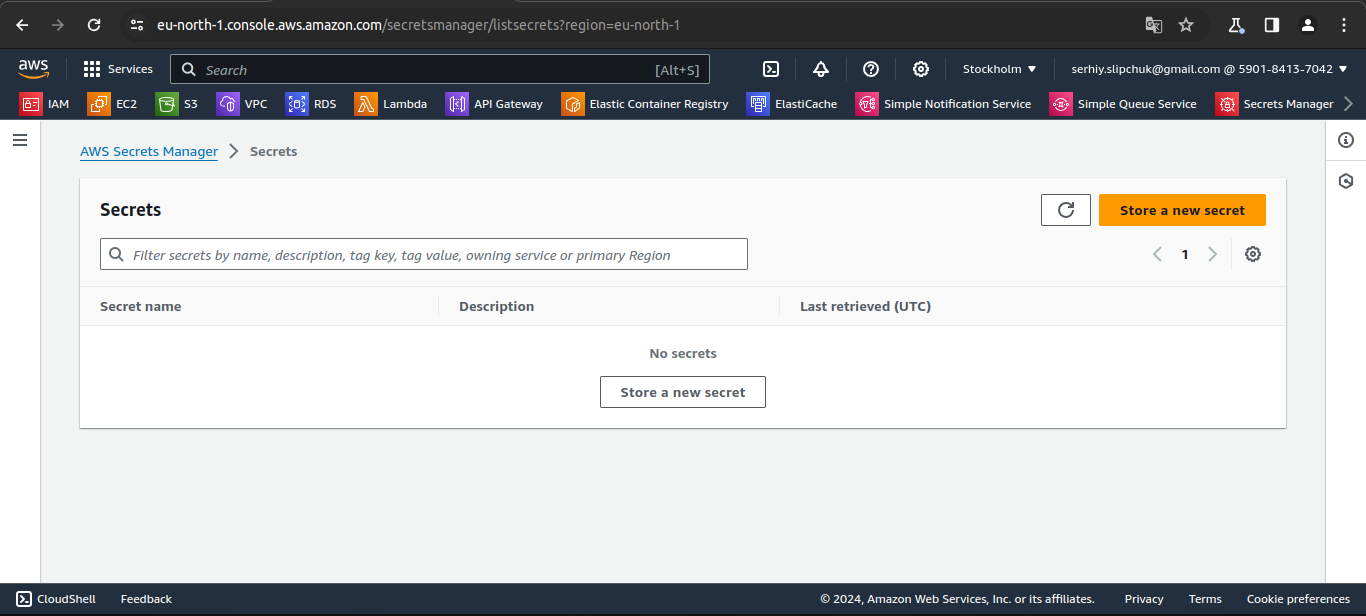 eu-north-1.console.aws.amazon.com/secretsmanager/listsecrets?region=eu-north-1
aws Services Search [Alt+S] Stockholm serhiy.slipchuk@gmail.com @ 5901-8413-7042
IAM EC2 S3 VPC RDS Lambda API Gateway Elastic Container Registry ElastiCache Simple Notification Service Simple Queue Service Secrets Manager
AWS Secrets Manager Secrets
Secrets Store a new secret
Filter secrets by name, description, tag key, tag value, owning service or primary Region 1
Secret name Description Last retrieved (UTC)
No secrets
Store a new secret
CloudShell Feedback © 2024, Amazon Web Services, Inc. or its affiliates. Privacy Terms Cookie preferences